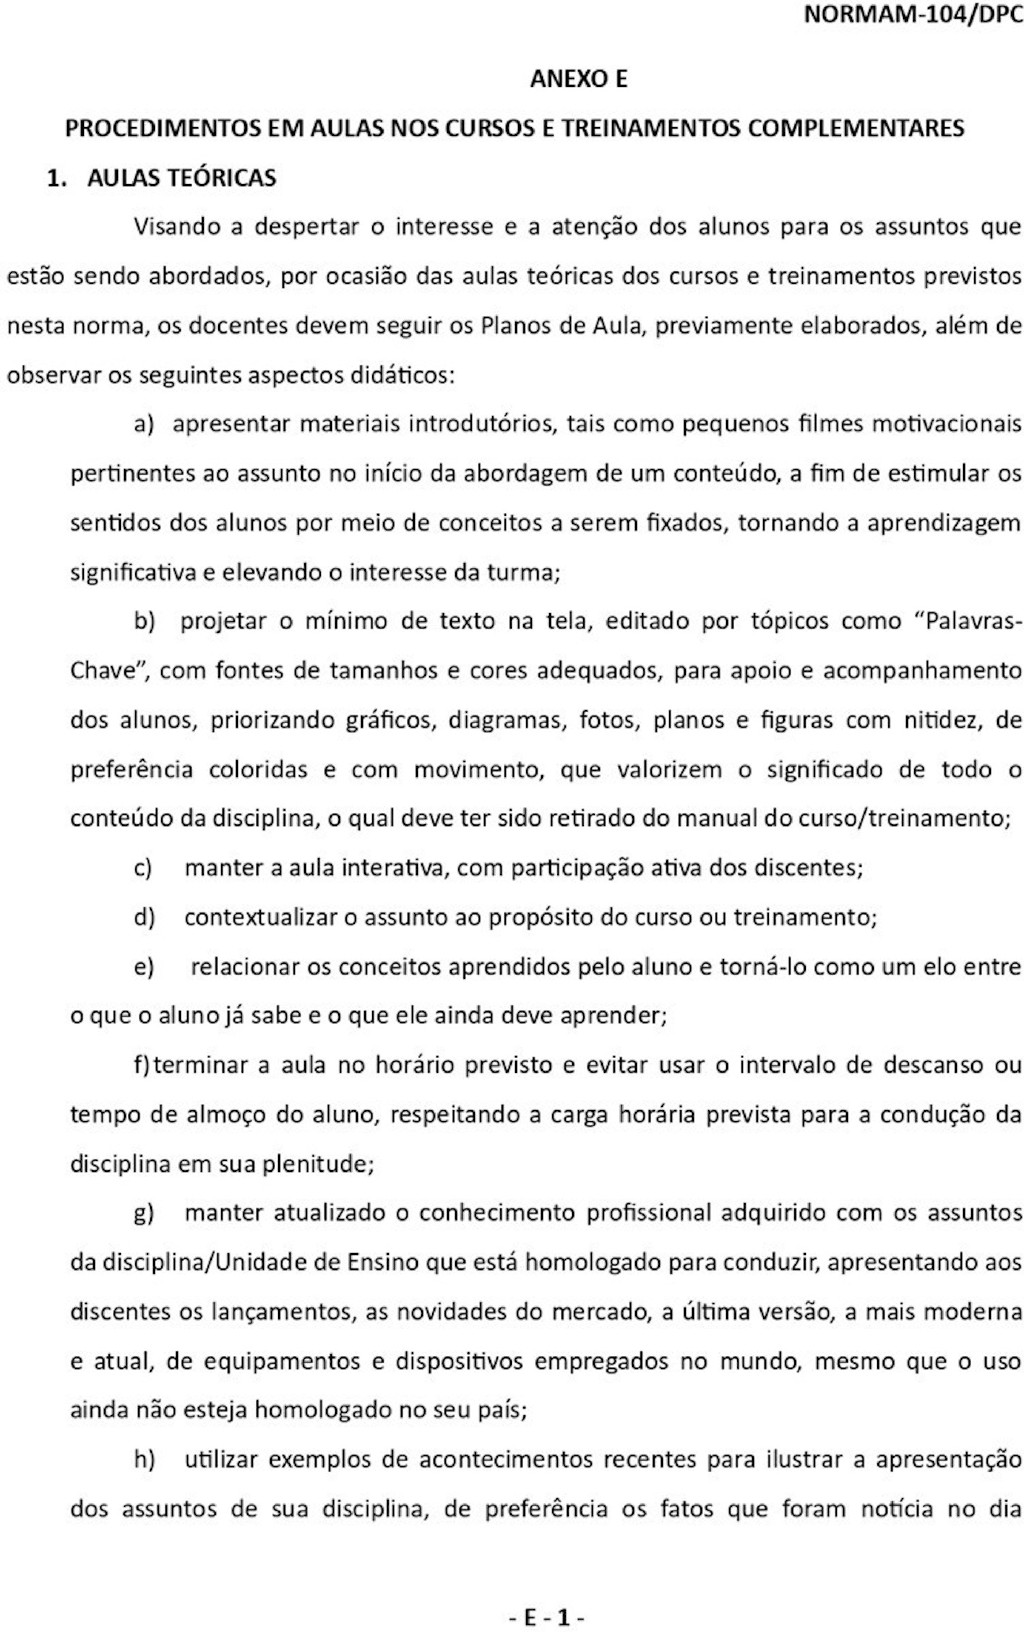 NORMAM-104/DPC
ANEXO E
PROCEDIMENTOS EM AULAS NOS CURSOS E TREINAMENTOS COMPLEMENTARES
1. AULAS TEÓRICAS
Visando a despertar o interesse e a atenção dos alunos para os assuntos que
estão sendo abordados, por ocasião das aulas teóricas dos cursos e treinamentos previstos
nesta norma, os docentes devem seguir os Planos de Aula, previamente elaborados, além de
observar os seguintes aspectos didáticos:
a) apresentar materiais introdutórios, tais como pequenos filmes motivacionais
pertinentes ao assunto no início da abordagem de um conteúdo, a fim de estimular os
sentidos dos alunos por meio de conceitos a serem fixados, tornando a aprendizagem
significativa e elevando o interesse da turma;
b) projetar o mínimo de texto na tela, editado por tópicos como “Palavras-
Chave”, com fontes de tamanhos e cores adequados, para apoio e acompanhamento
dos alunos, priorizando gráficos, diagramas, fotos, planos e figuras com nitidez, de
preferência coloridas e com movimento, que valorizem o significado de todo o
conteúdo da disciplina, o qual deve ter sido retirado do manual do curso/treinamento;
c) manter a aula interativa, com participação ativa dos discentes;
d) contextualizar o assunto ao propósito do curso ou treinamento;
e) relacionar os conceitos aprendidos pelo aluno e torná-lo como um elo entre
o que o aluno já sabe e o que ele ainda deve aprender;
f) terminar a aula no horário previsto e evitar usar o intervalo de descanso ou
tempo de almoço do aluno, respeitando a carga horária prevista para a condução da
disciplina em sua plenitude;
g) manter atualizado o conhecimento profissional adquirido com os assuntos
da disciplina/Unidade de Ensino que está homologado para conduzir, apresentando aos
discentes os lançamentos, as novidades do mercado, a última versão, a mais moderna
e atual, de equipamentos e dispositivos empregados no mundo, mesmo que o uso
ainda não esteja homologado no seu país;
h) utilizar exemplos de acontecimentos recentes para ilustrar a apresentação
dos assuntos de sua disciplina, de preferência os fatos que foram notícia no dia
- E - 1 -